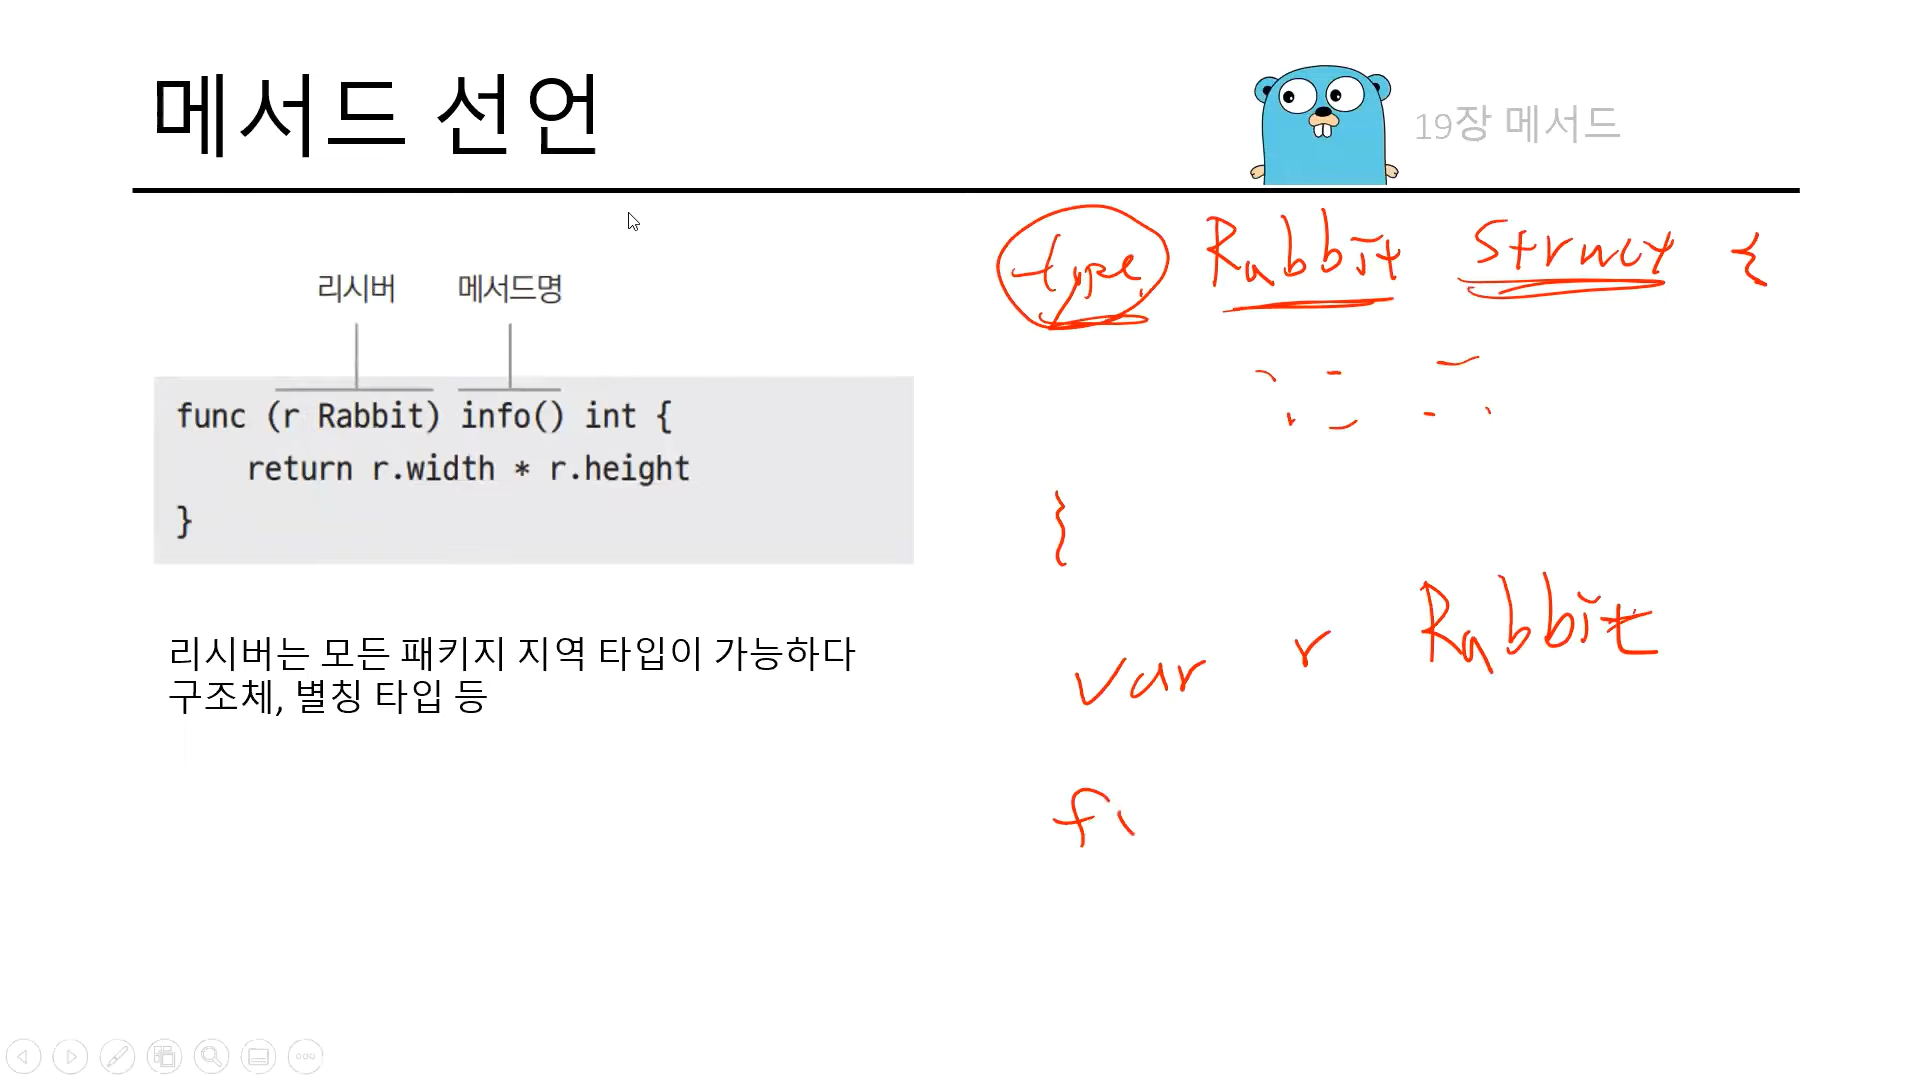 메서드 선언
19장 메서드
리시버 메서드명
func (r Rabbit) info() int {
return r.width * r.height
}
리시버는 모든 패키지 지역 타입이 가능하다
구조체, 별칭 타입 등
type Rabbit struct {
}
var r Rabbit